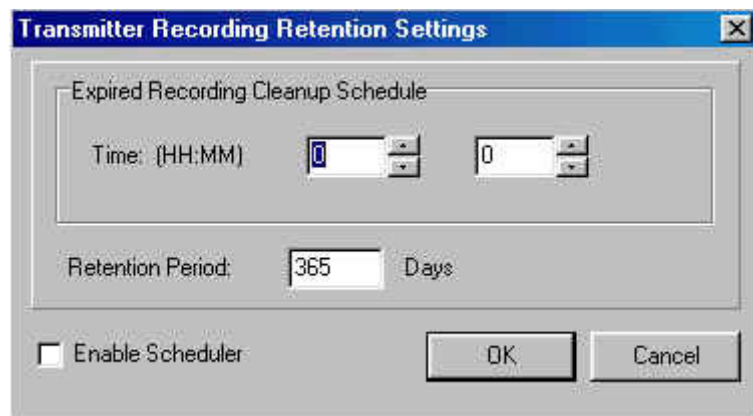 Transmitter Recording Retention Settings
Expired Recording Cleanup Schedule
Time: (HH:MM) 0 0
Retention Period: 365 Days
Enable Scheduler OK Cancel